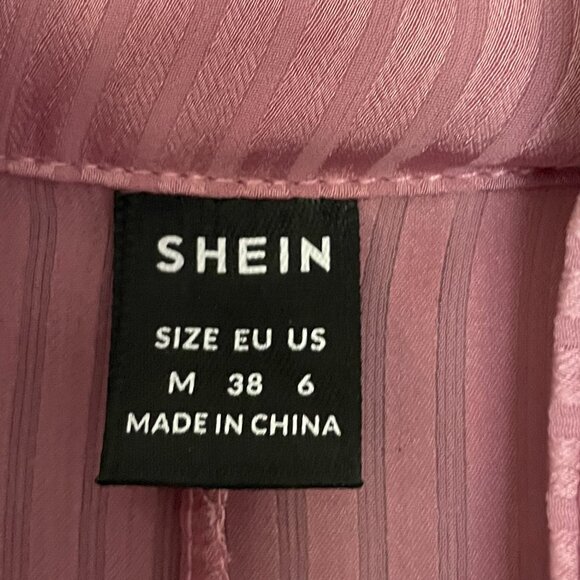 SHEIN
SIZE EU US
M 38 6
MADE IN CHINA